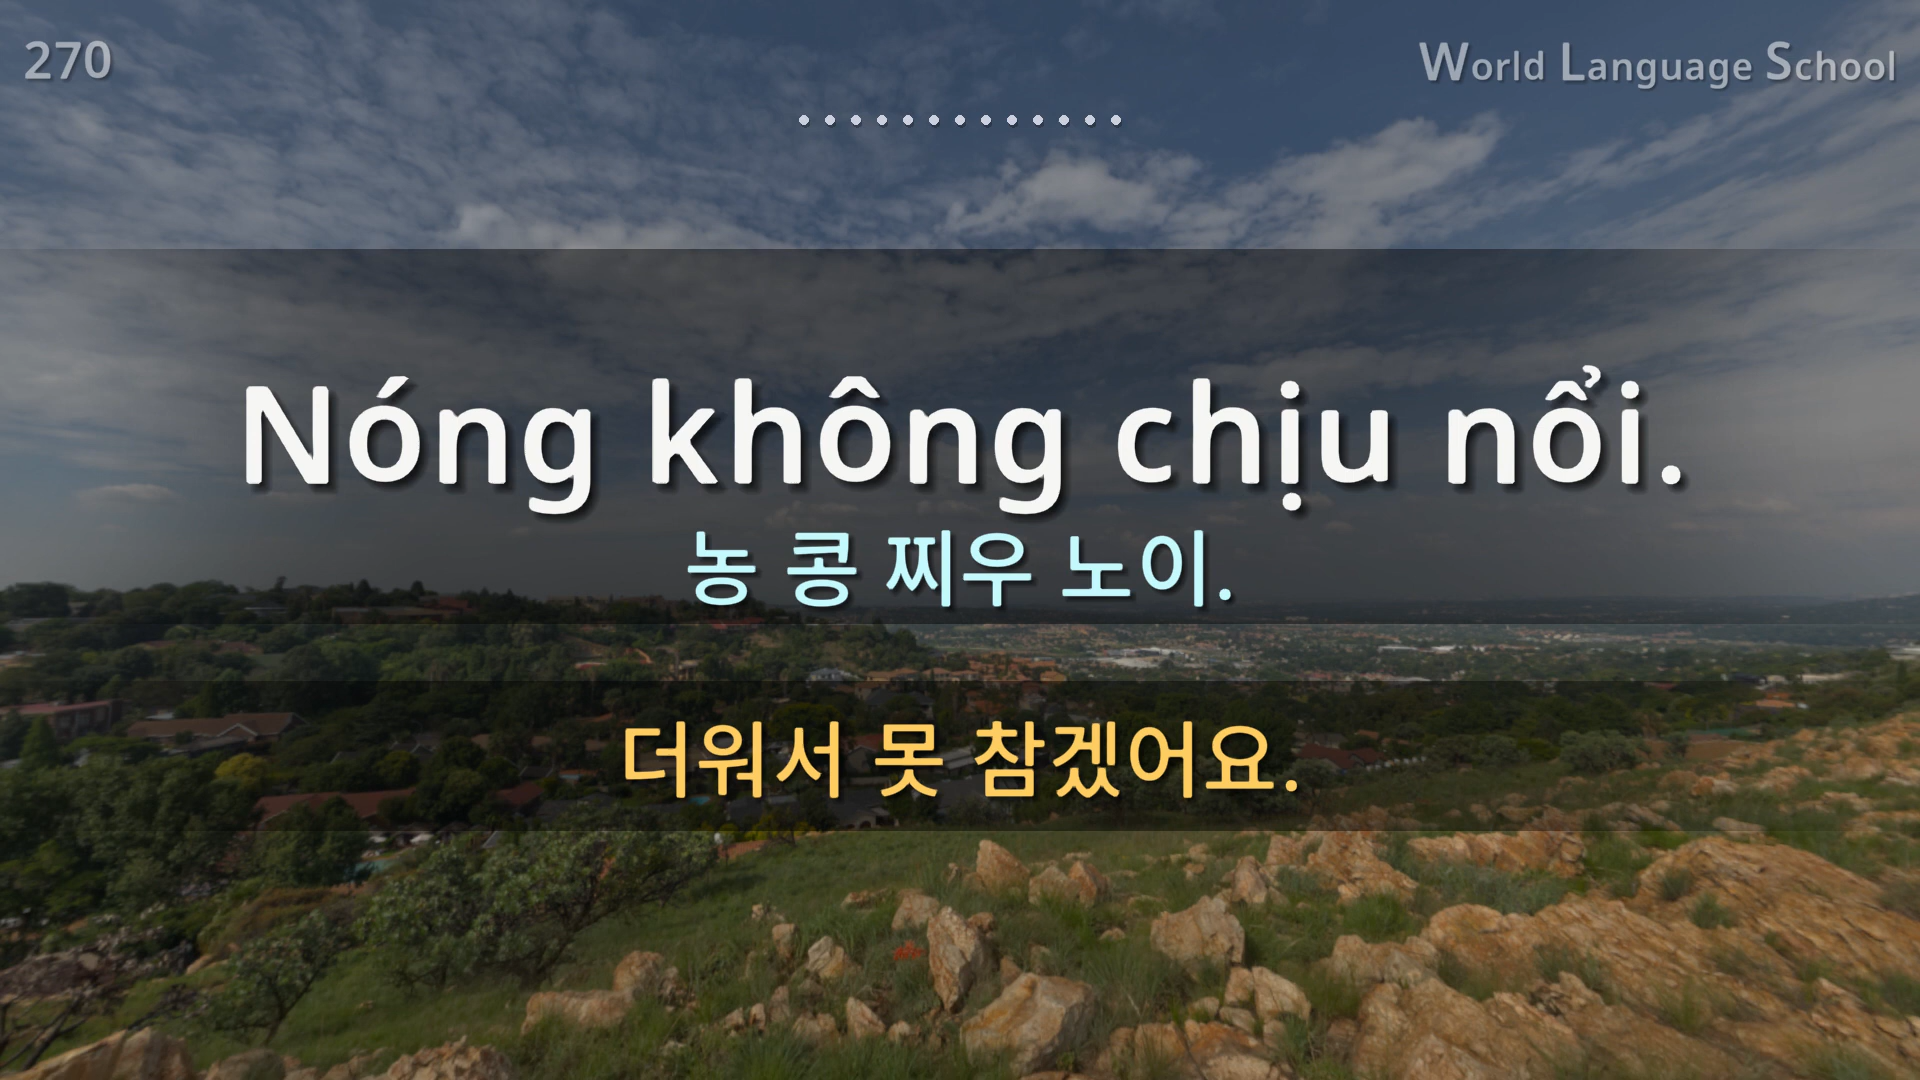 270
World Language School
Nóng không chịu nổi.
농 콩 찌우 노이.
더워서 못 참겠어요.